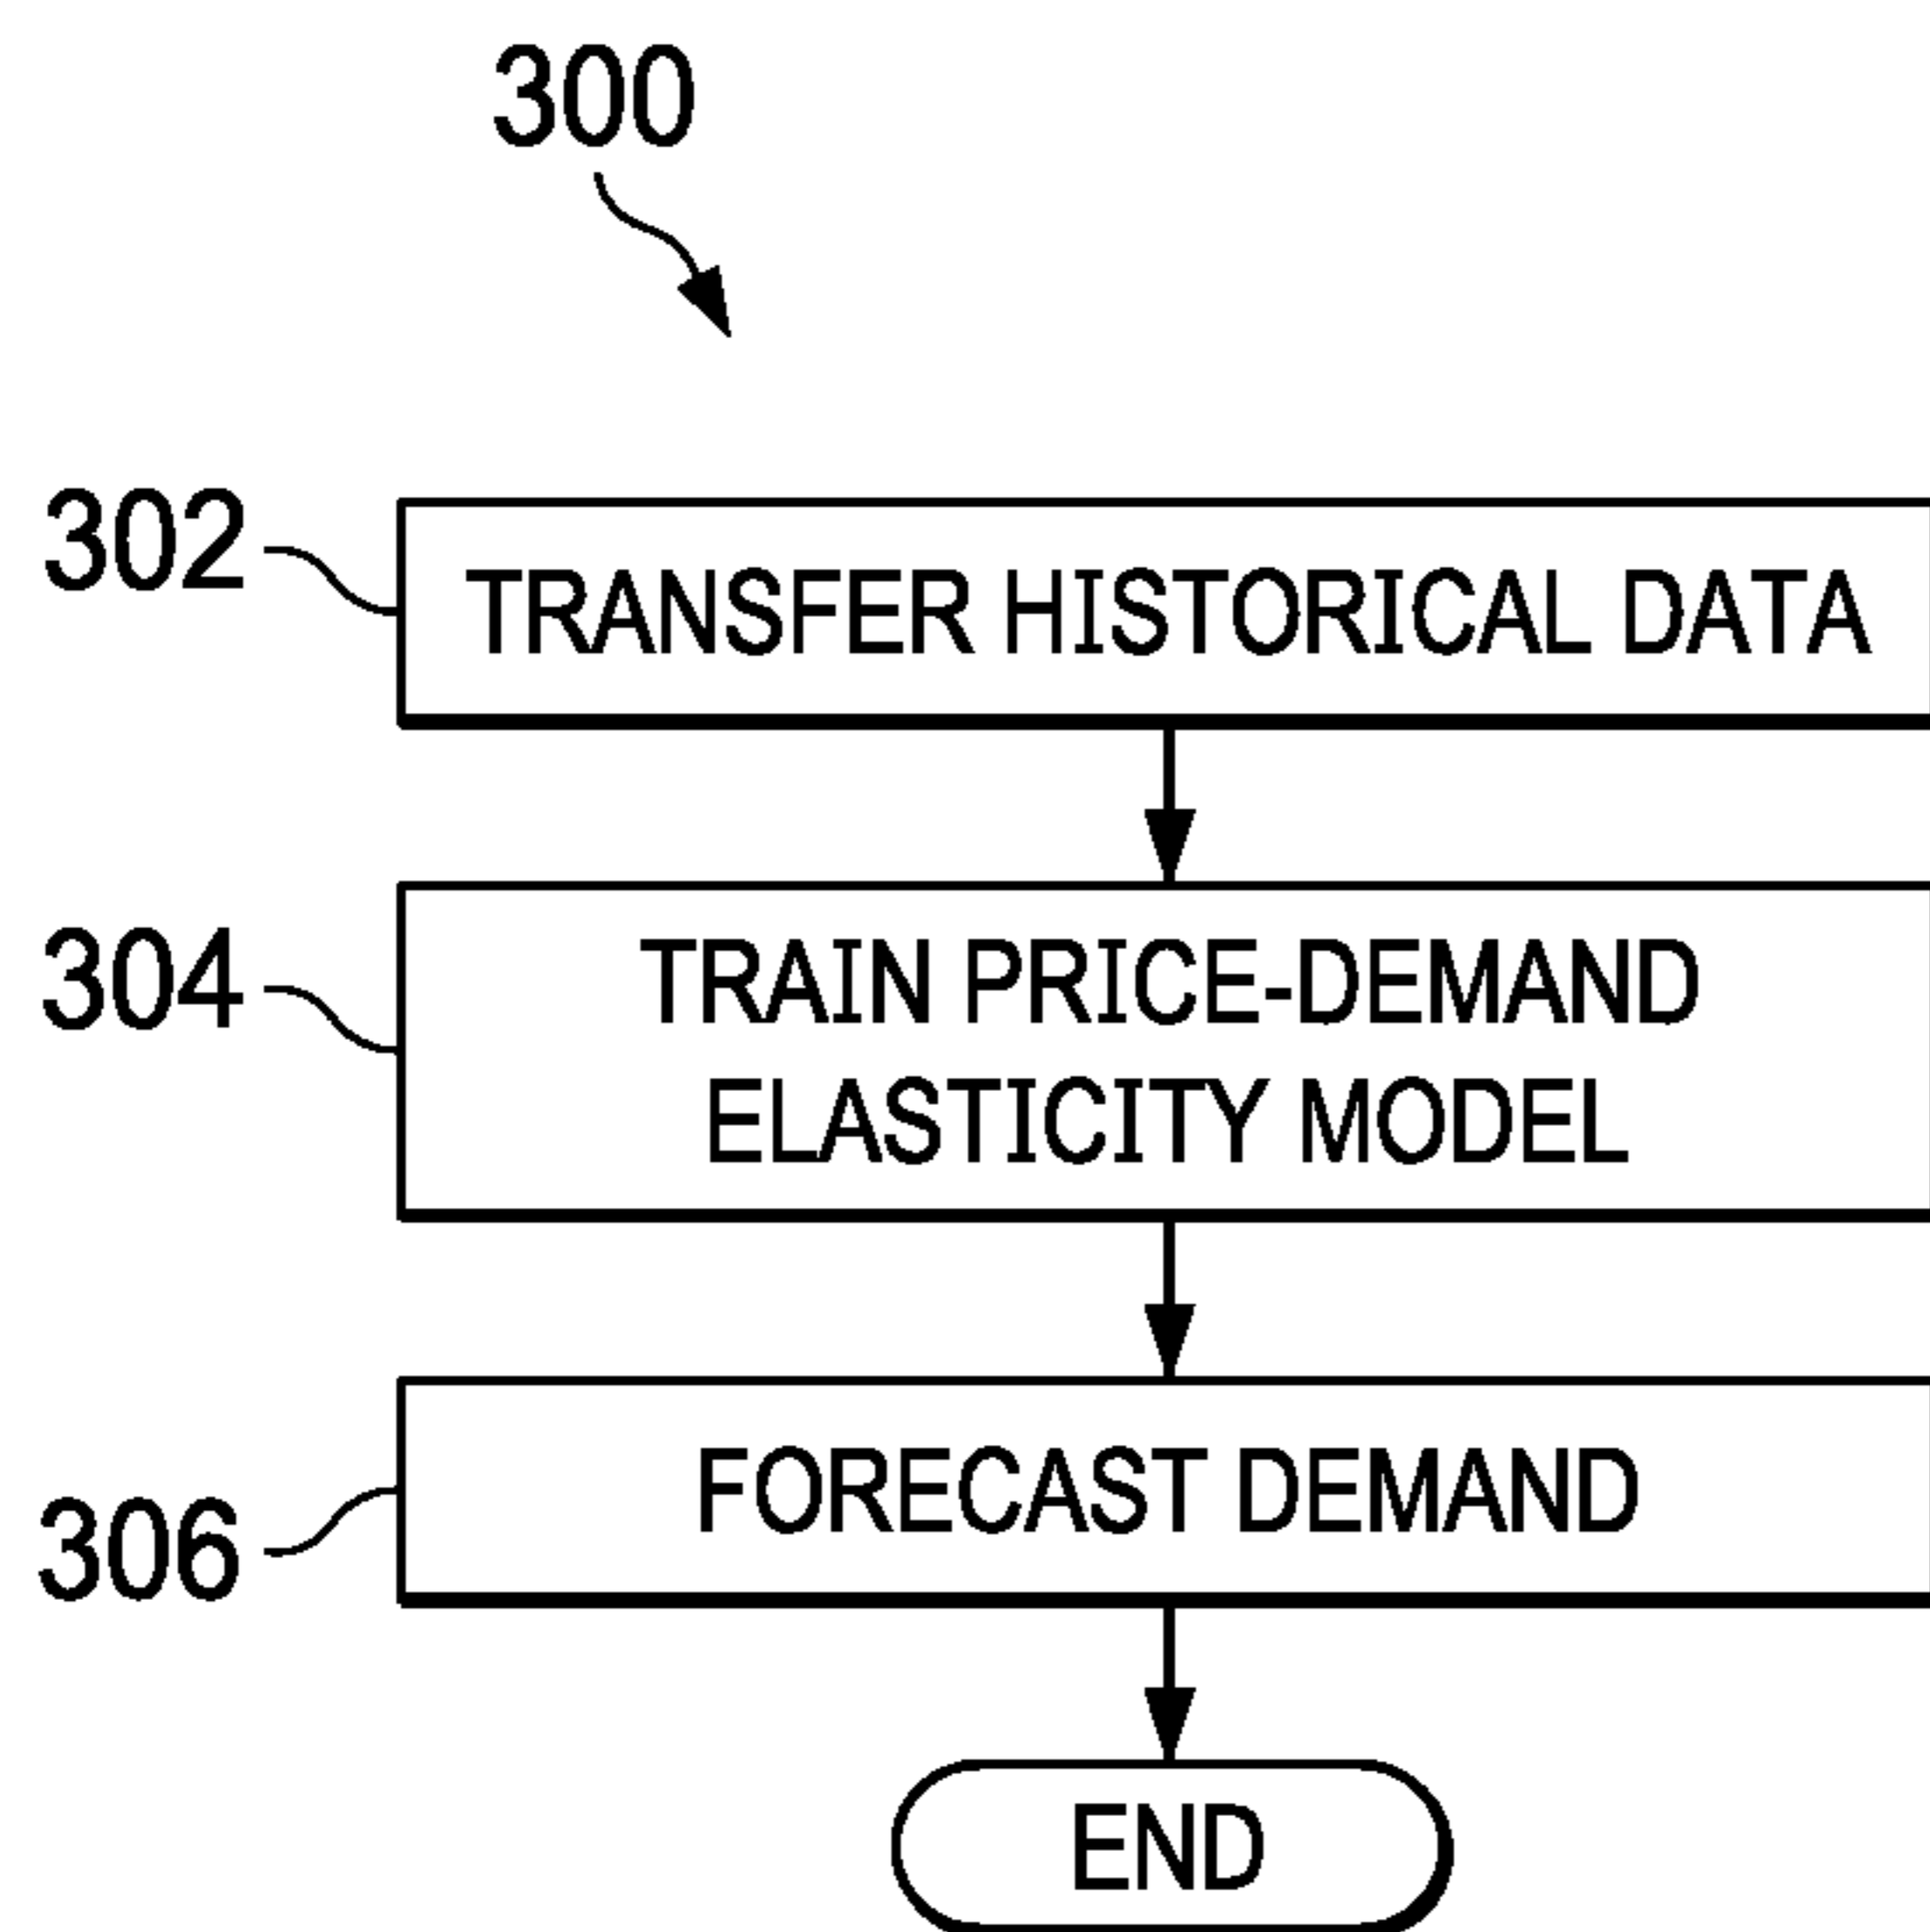 300
302
TRANSFER HISTORICAL DATA
304
TRAIN PRICE-DEMAND
ELASTICITY MODEL
306
FORECAST DEMAND
END